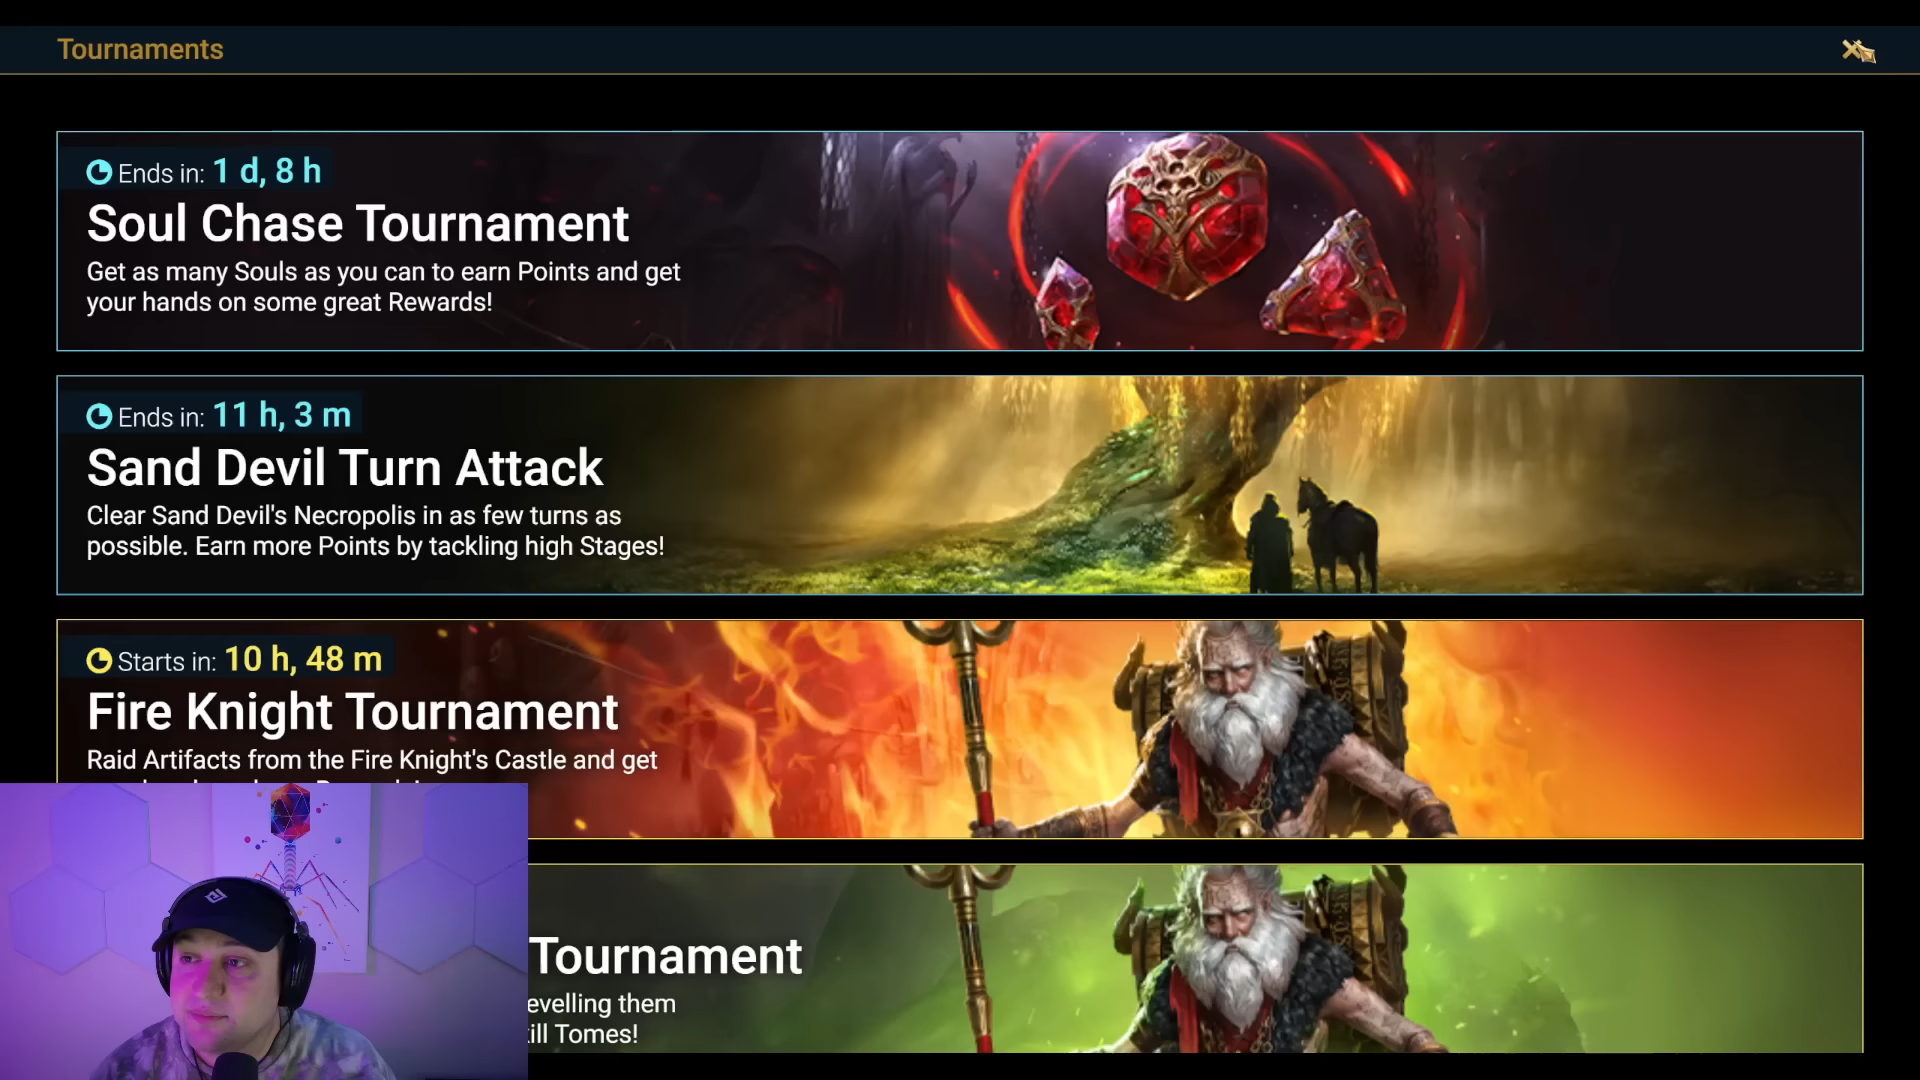 Tournaments
Ends in: 1 d, 8 h
Soul Chase Tournament
Get as many Souls as you can to earn Points and get
your hands on some great Rewards!
Ends in: 11 h, 3 m
Sand Devil Turn Attack
Clear Sand Devil's Necropolis in as few turns as
possible. Earn more Points by tackling high Stages!
Starts in: 10 h, 48 m
Fire Knight Tournament
Raid Artifacts from the Fire Knight's Castle and get
Tournament
evelling them
ill Tomes!